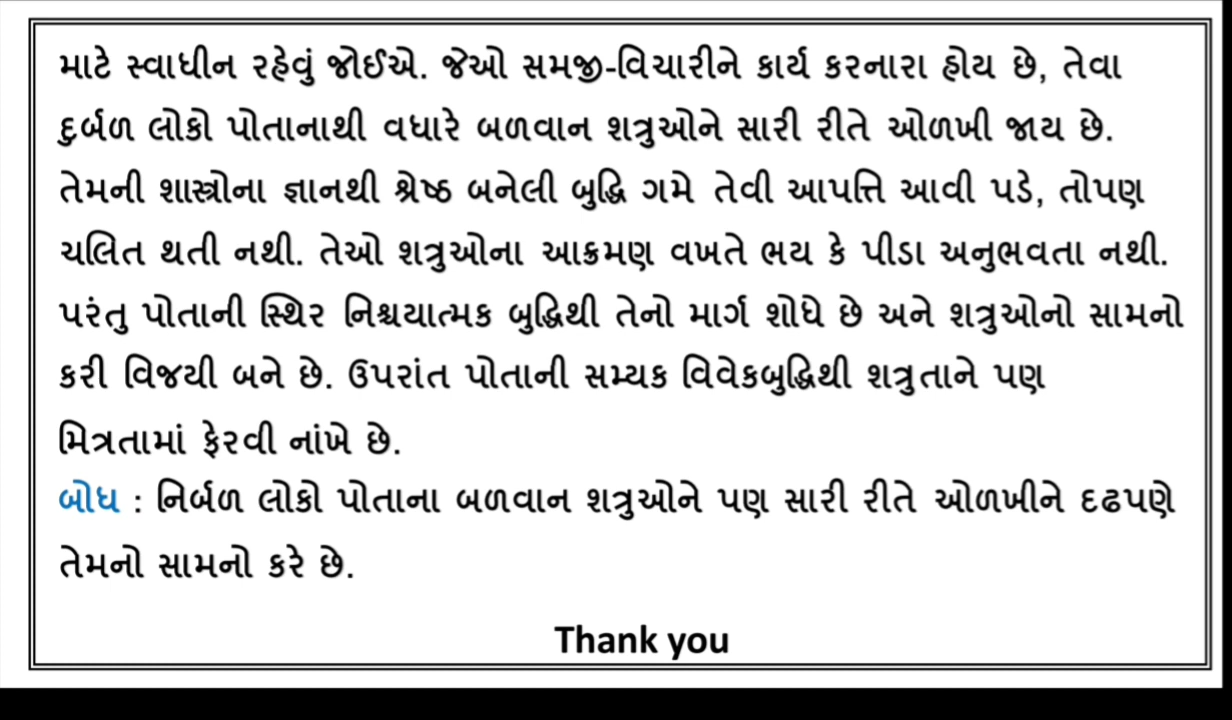 માટે સ્વાધીન રહેવું જોઈએ. જેઓ સમજી-વિચારીને કાર્ય કરનારા હોય છે, તેવા
દુર્બળ લોકો પોતાનાથી વધારે બળવાન શત્રુઓને સારી રીતે ઓળખી જાય છે.
તેમની શાસ્ત્રોના જ્ઞાનથી શ્રેષ્ઠ બનેલી બુદ્ધિ ગમે તેવી આપત્તિ આવી પડે, તોપણ
ચલિત થતી નથી. તેઓ શત્રુઓના આક્રમણ વખતે ભય કે પીડા અનુભવતા નથી.
પરંતુ પોતાની સ્થિર નિશ્ચયાત્મક બુદ્ધિથી તેનો માર્ગ શોધે છે અને શત્રુઓનો સામનો
કરી વિજયી બને છે. ઉપરાંત પોતાની સમ્યક વિવેકબુદ્ધિથી શત્રુતાને પણ
મિત્રતામાં ફેરવી નાંખે છે.
બોધ : નિર્બળ લોકો પોતાના બળવાન શત્રુઓને પણ સારી રીતે ઓળખીને દઢપણે
તેમનો સામનો કરે છે.
Thank you